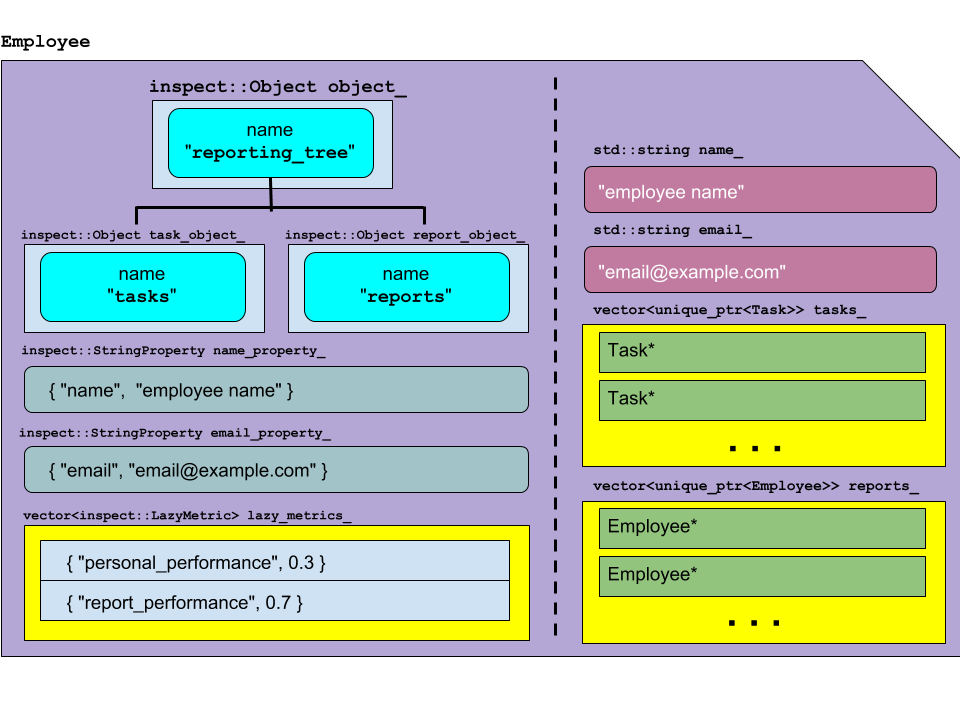 Employee
inspect::Object object_
name
"reporting_tree"
inspect::Object task_object_
name
"tasks"
inspect::Object report_object_
name
"reports"
inspect::StringProperty name_property_
{ "name",  "employee name" }
inspect::StringProperty email_property_
{ "email", "email@example.com" }
vector<inspect::LazyMetric> lazy_metrics_
{ "personal_performance", 0.3 }
{ "report_performance", 0.7 }
std::string name_
"employee name"
std::string email_
"email@example.com"
vector<unique_ptr<Task>> tasks_
Task*
Task*
. . .
vector<unique_ptr<Employee>> reports_
Employee*
Employee*
. . .